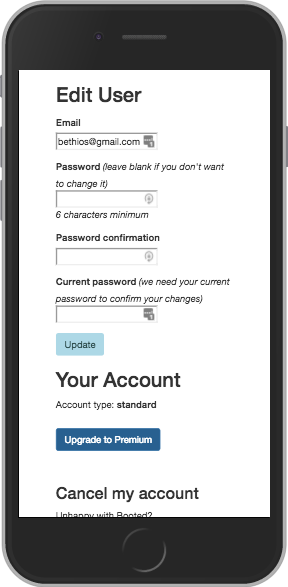 Edit User
Email
bethios@gmail.com
Password (leave blank if you don't want
to change it)
6 characters minimum
Password confirmation
Current password (we need your current
password to confirm your changes)
Update
Your Account
Account type: standard
Upgrade to Premium
Cancel my account
Unhappy with Booted?